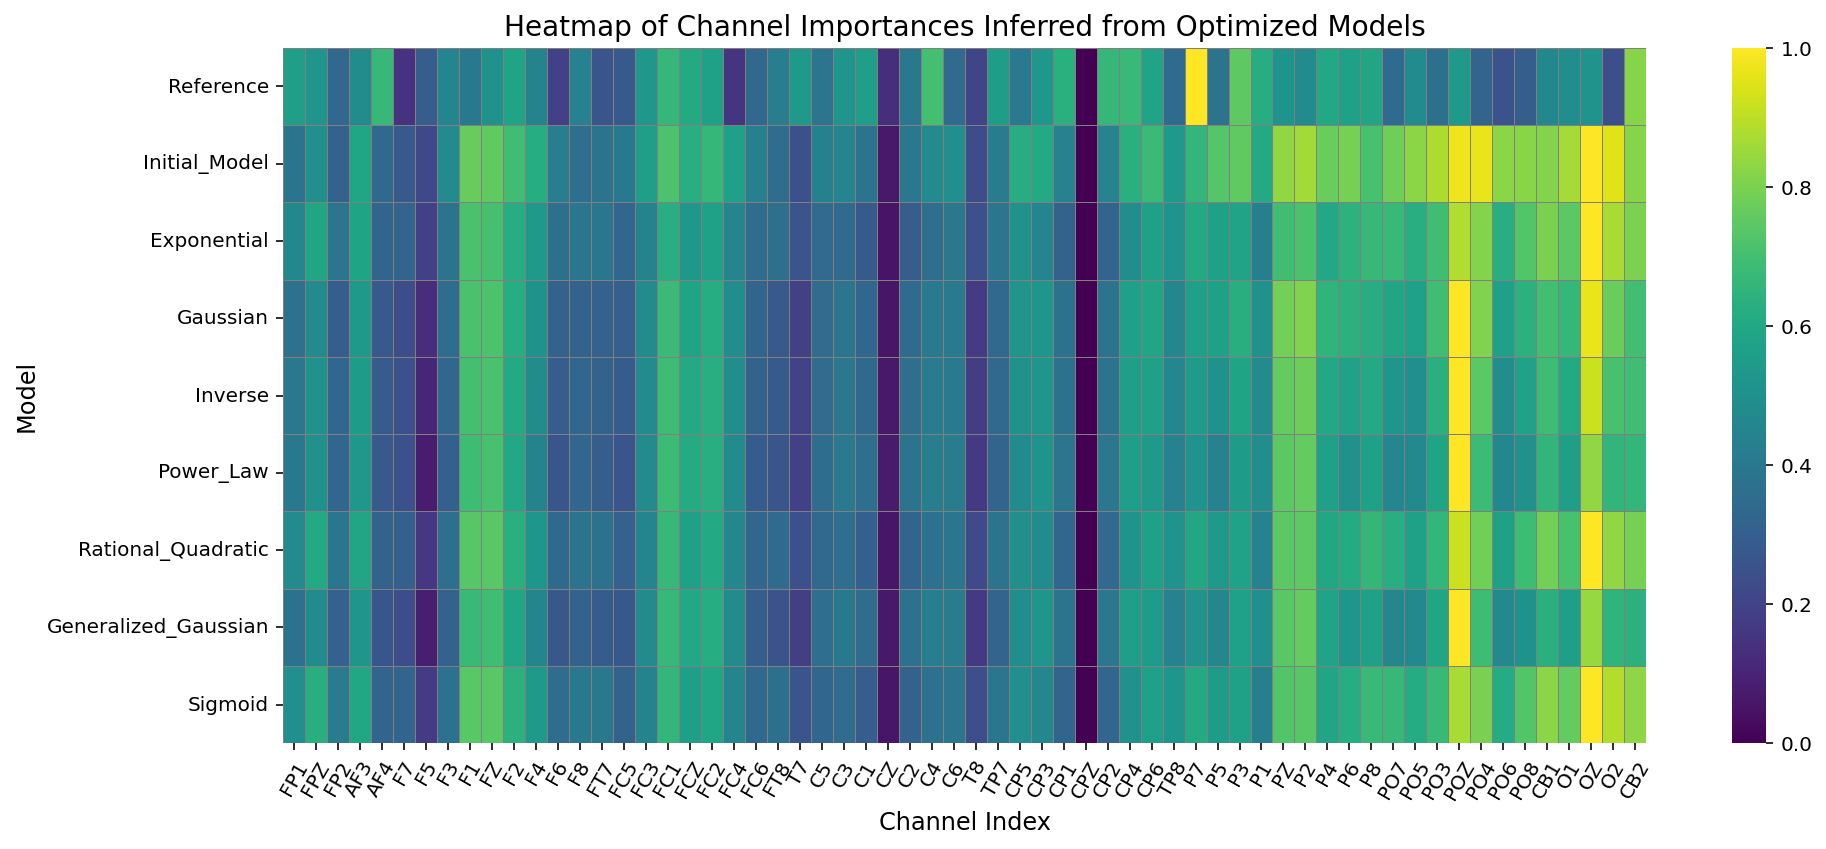 Heatmap of Channel Importances Inferred from Optimized Models
Model
Reference
Initial_Model
Exponential
Gaussian
Inverse
Power_Law
Rational_Quadratic
Generalized_Gaussian
Sigmoid
FP1 FPZ FP2 AF3 AF4 F7 F5 F3 F1 FZ F2 F4 F6 F8 FT7 FC5 FC3 FC1 FCZ FC2 FC4 FC6 FT8 T7 C5 C3 C1 CZ C2 C4 C6 T8 TP7 CP5 CP3 CP1 CPZ CP2 CP4 CP6 TP8 P7 P5 P3 P1 PZ P2 P4 P6 P8 PO7 PO5 PO3 POZ PO4 PO6 PO8 CB1 O1 OZ O2 CB2
Channel Index
1.0
0.8
0.6
0.4
0.2
0.0